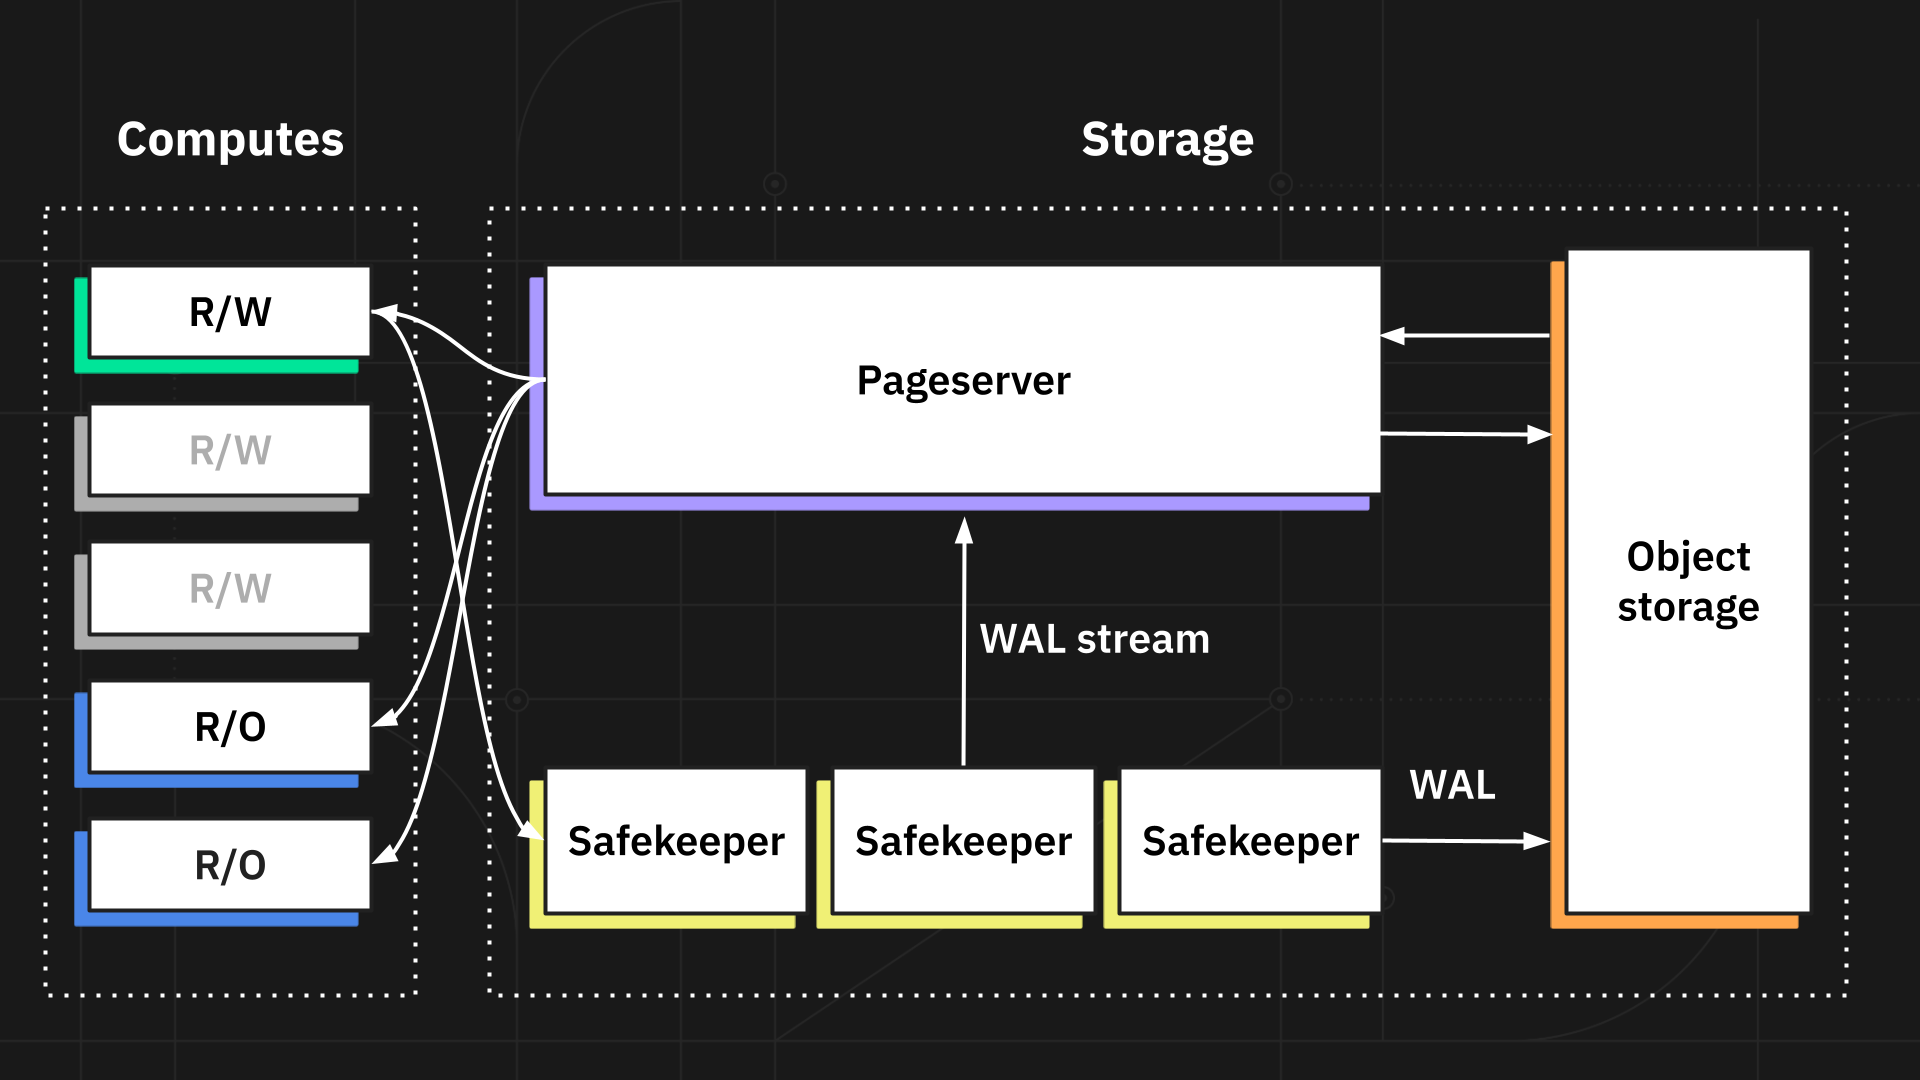 Computes
Storage
R/W
R/W
R/W
R/O
R/O
Pageserver
WAL stream
Safekeeper
Safekeeper
Safekeeper
WAL
Object
storage